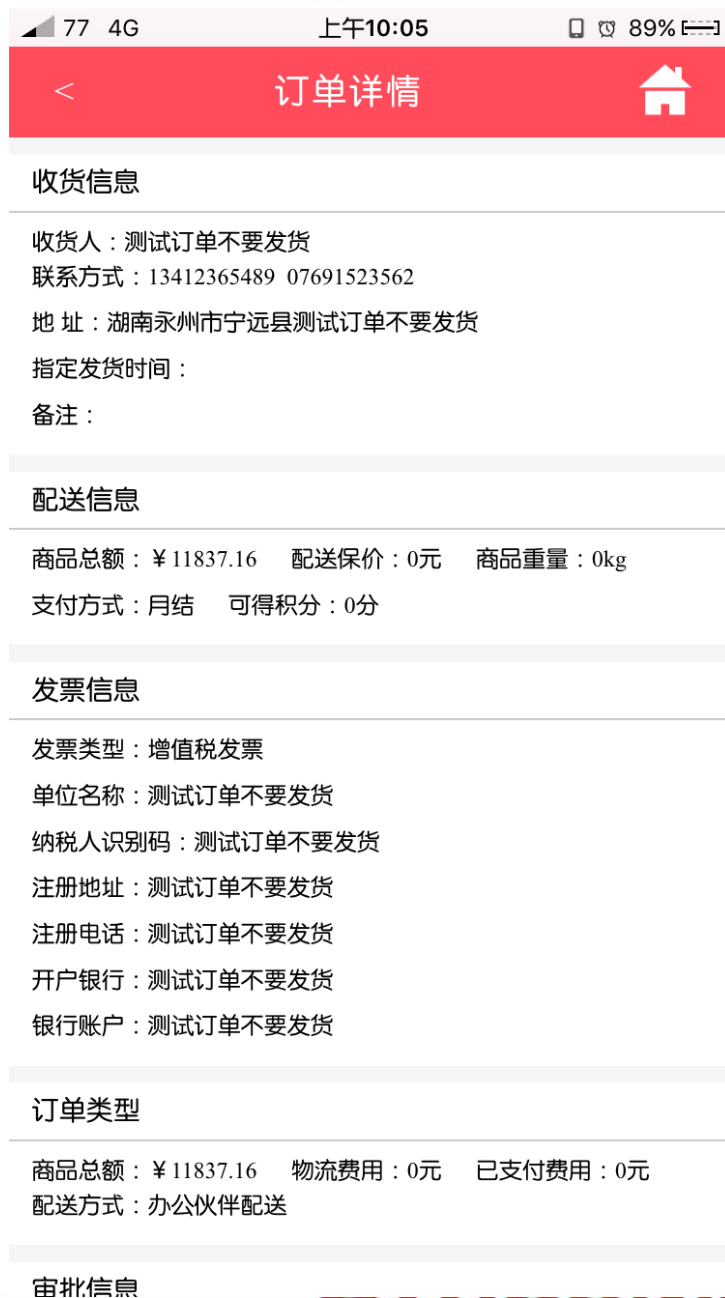 77 4G 上午10:05 89%
< 订单详情
收货信息
收货人：测试订单不要发货
联系方式：13412365489 07691523562
地 址：湖南永州市宁远县测试订单不要发货
指定发货时间：
备注：
配送信息
商品总额：￥11837.16 配送保价：0元 商品重量：0kg
支付方式：月结 可得积分：0分
发票信息
发票类型：增值税发票
单位名称：测试订单不要发货
纳税人识别码：测试订单不要发货
注册地址：测试订单不要发货
注册电话：测试订单不要发货
开户银行：测试订单不要发货
银行账户：测试订单不要发货
订单类型
商品总额：￥11837.16 物流费用：0元 已支付费用：0元
配送方式：办公伙伴配送
审批信息